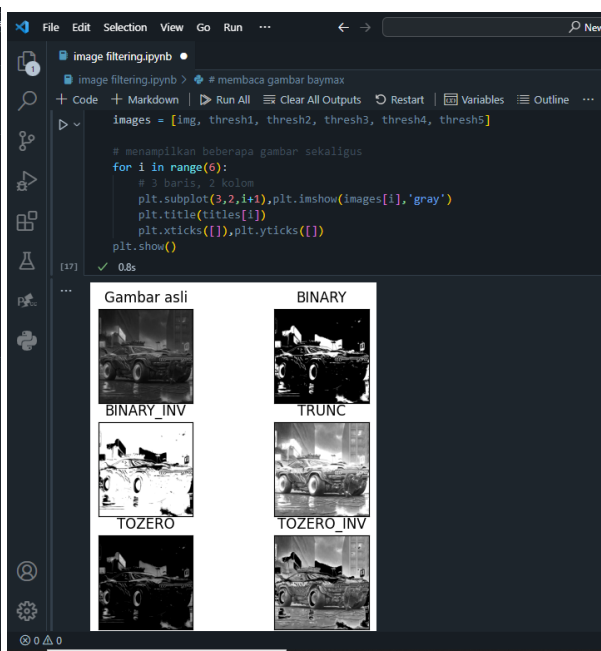 File Edit Selection View Go Run ··· ← → New
image filtering.ipynb ●
image filtering.ipynb > # membaca gambar baymax
+ Code + Markdown | Run All Clear All Outputs Restart | Variables Outline ···
images = [img, thresh1, thresh2, thresh3, thresh4, thresh5]
# menampilkan beberapa gambar sekaligus
for i in range(6):
# 3 baris, 2 kolom
plt.subplot(3,2,i+1),plt.imshow(images[i],'gray')
plt.title(titles[i])
plt.xticks([]),plt.yticks([])
plt.show()
[17] ✓ 0.8s
···
Gambar asli BINARY
BINARY_INV TRUNC
TOZERO TOZERO_INV
1
0 0